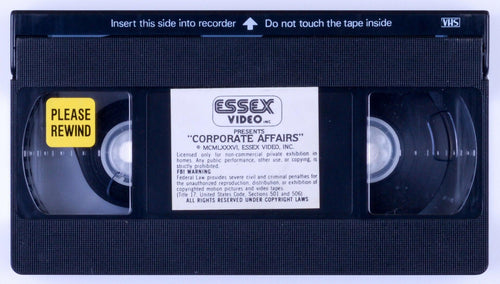 Insert this side into recorder Do not touch the tape inside VHS
PLEASE
REWIND
ESSEX
VIDEO INC.
PRESENTS
"CORPORATE AFFAIRS"
© MCMLXXXVI, ESSEX VIDEO, INC.
Licensed only for non-commercial private exhibition in
homes. Any public performance, other use, or copying, is
strictly prohibited.
FBI WARNING
Federal Law provides severe civil and criminal penalties for
the unauthorized reproduction, distribution, or exhibition of
copyrighted motion pictures and video tapes.
(Title 17, United States Code, Sections 501 and 506).
ALL RIGHTS RESERVED UNDER COPYRIGHT LAWS